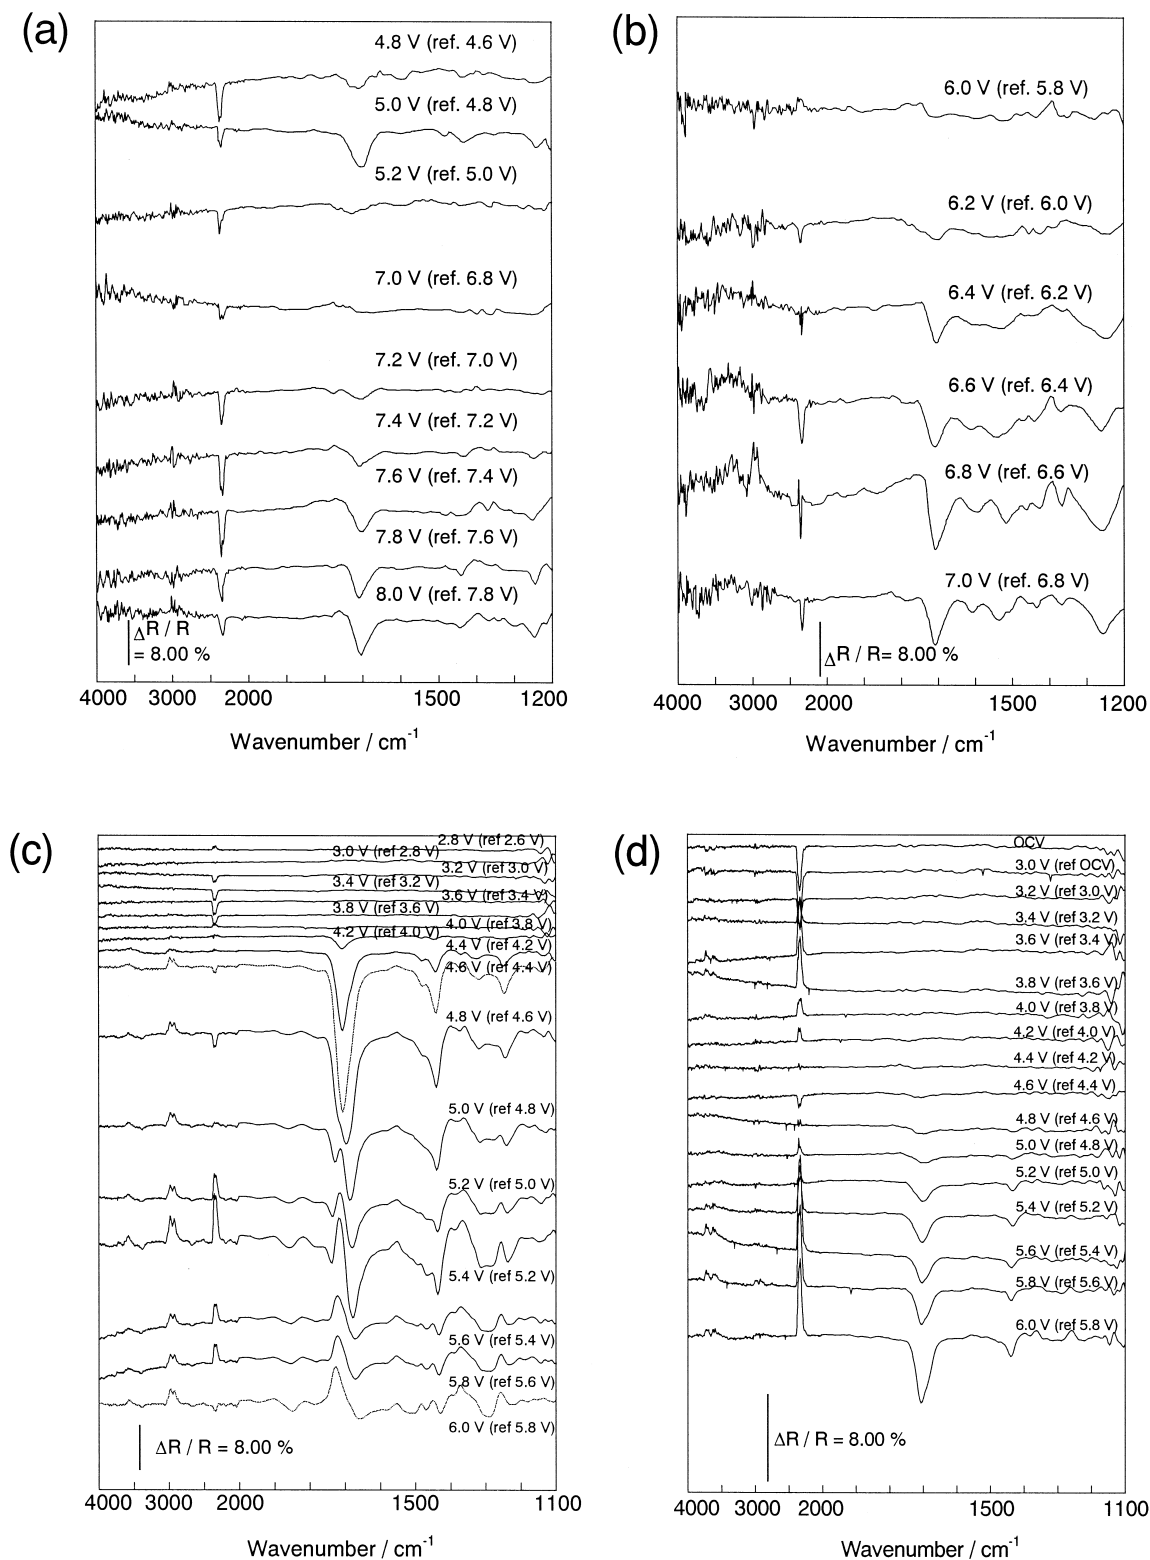 (a)
4.8 V (ref. 4.6 V)
5.0 V (ref. 4.8 V)
5.2 V (ref. 5.0 V)
7.0 V (ref. 6.8 V)
7.2 V (ref. 7.0 V)
7.4 V (ref. 7.2 V)
7.6 V (ref. 7.4 V)
7.8 V (ref. 7.6 V)
8.0 V (ref. 7.8 V)
ΔR / R
= 8.00 %
4000 3000 2000 1500 1200
Wavenumber / cm-1
(b)
6.0 V (ref. 5.8 V)
6.2 V (ref. 6.0 V)
6.4 V (ref. 6.2 V)
6.6 V (ref. 6.4 V)
6.8 V (ref. 6.6 V)
7.0 V (ref. 6.8 V)
ΔR / R= 8.00 %
4000 3000 2000 1500 1200
Wavenumber / cm-1
(c)
2.8 V (ref 2.6 V)
3.0 V (ref 2.8 V)
3.2 V (ref 3.0 V)
3.4 V (ref 3.2 V)
3.6 V (ref 3.4 V)
3.8 V (ref 3.6 V)
4.0 V (ref 3.8 V)
4.2 V (ref 4.0 V)
4.4 V (ref 4.2 V)
4.6 V (ref 4.4 V)
4.8 V (ref 4.6 V)
5.0 V (ref 4.8 V)
5.2 V (ref 5.0 V)
5.4 V (ref 5.2 V)
5.6 V (ref 5.4 V)
5.8 V (ref 5.6 V)
6.0 V (ref 5.8 V)
ΔR / R = 8.00 %
4000 3000 2000 1500 1100
Wavenumber / cm-1
(d)
OCV
3.0 V (ref OCV)
3.2 V (ref 3.0 V)
3.4 V (ref 3.2 V)
3.6 V (ref 3.4 V)
3.8 V (ref 3.6 V)
4.0 V (ref 3.8 V)
4.2 V (ref 4.0 V)
4.4 V (ref 4.2 V)
4.6 V (ref 4.4 V)
4.8 V (ref 4.6 V)
5.0 V (ref 4.8 V)
5.2 V (ref 5.0 V)
5.4 V (ref 5.2 V)
5.6 V (ref 5.4 V)
5.8 V (ref 5.6 V)
6.0 V (ref 5.8 V)
ΔR / R = 8.00 %
4000 3000 2000 1500 1100
Wavenumber / cm-1